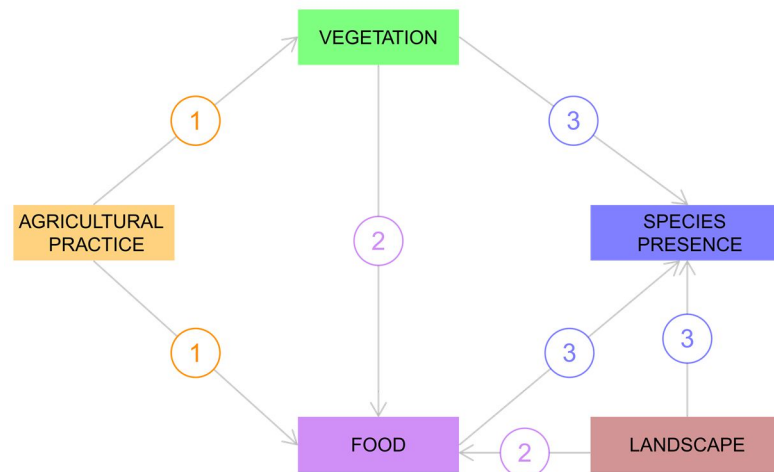 VEGETATION
1
3
AGRICULTURAL
PRACTICE
2
SPECIES
PRESENCE
1
3
3
FOOD
2
LANDSCAPE